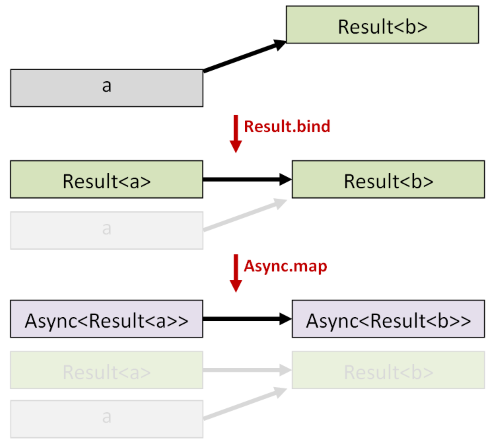 Result<b>
a
Result.bind
Result<a>
Result<b>
a
Async.map
Async<Result<a>>
Async<Result<b>>
Result<a>
Result<b>
a